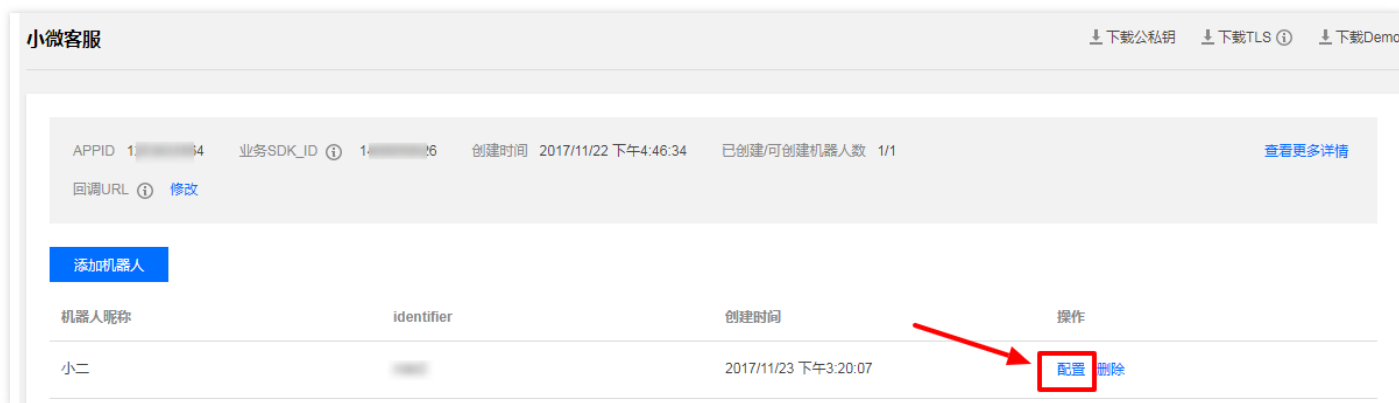 小微客服 下载公私钥 下载TLS 下载Demo
APPID 业务SDK_ID 创建时间 2017/11/22 下午4:46:34 已创建/可创建机器人数 1/1 查看更多详情
回调URL 修改
添加机器人
机器人昵称 identifier 创建时间 操作
小二 2017/11/23 下午3:20:07 配置 删除